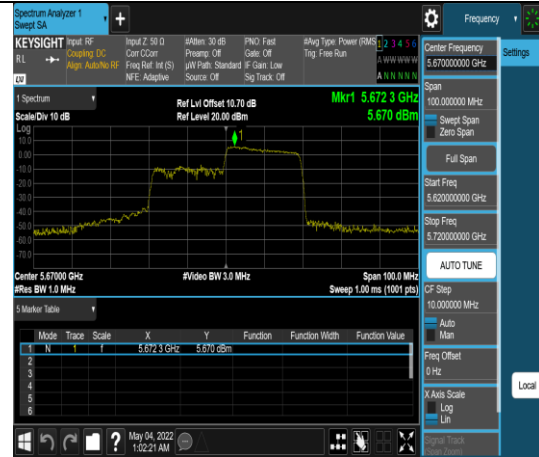 Spectrum Analyzer 1
Swept SA
Frequency
KEYSIGHT
RL
Input: RF
Coupling: DC
Align: Auto/No RF
Input Z: 50 Ω
Corr CCorr
Freq Ref: Int (S)
NFE: Adaptive
#Atten: 30 dB
Preamp: Off
µW Path: Standard
Source: Off
PNO: Fast
Gate: Off
IF Gain: Low
Sig Track: Off
#Avg Type: Power (RMS
Trig: Free Run
1 2 3 4 5 6
A W W W W W
A N N N N N
1 Spectrum
Scale/Div 10 dB
Ref Lvl Offset 10.70 dB
Ref Level 20.00 dBm
Mkr1 5.672 3 GHz
5.670 dBm
Log
10.0
0.00
-10.0
-20.0
-30.0
-40.0
-50.0
-60.0
-70.0
1
Center 5.67000 GHz
#Res BW 1.0 MHz
#Video BW 3.0 MHz
Span 100.0 MHz
Sweep 1.00 ms (1001 pts)
5 Marker Table
Mode Trace Scale X Y Function Function Width Function Value
1 N 1 f 5.672 3 GHz 5.670 dBm
2
3
4
5
6
May 04, 2022
1:02:21 AM
Center Frequency
5.670000000 GHz
Span
100.000000 MHz
Swept Span
Zero Span
Full Span
Start Freq
5.620000000 GHz
Stop Freq
5.720000000 GHz
AUTO TUNE
CF Step
10.000000 MHz
Auto
Man
Freq Offset
0 Hz
X Axis Scale
Log
Lin
Signal Track
(Span Zoom)
Settings
Local